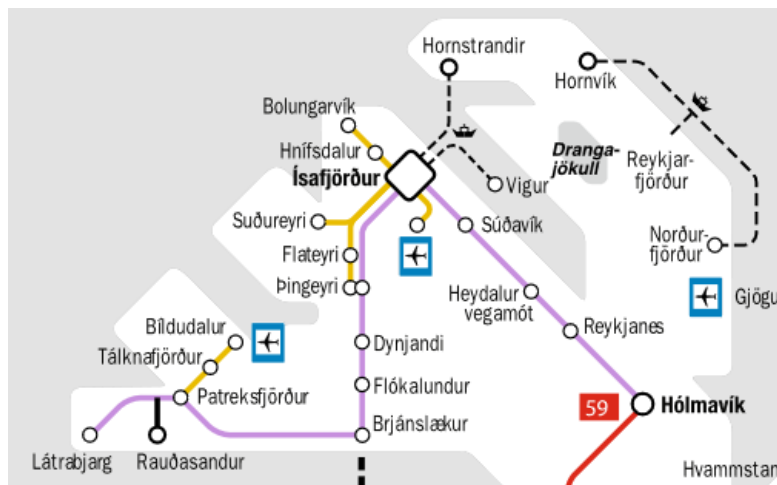 Hornstrandir
Hornvík
Bolungarvík
Hnífsdalur
Dranga-
jökull
Reykjar-
fjörður
Ísafjörður
Vigur
Suðureyri
Súðavík
Norður-
fjörður
Flateyri
Þingeyri
Heydalur
vegamót
Gjögu
Bíldudalur
Reykjanes
Tálknafjörður
Dynjandi
Patreksfjörður
Flókalundur
59
Hólmavík
Brjánslækur
Látrabjarg
Rauðasandur
Hvammstan